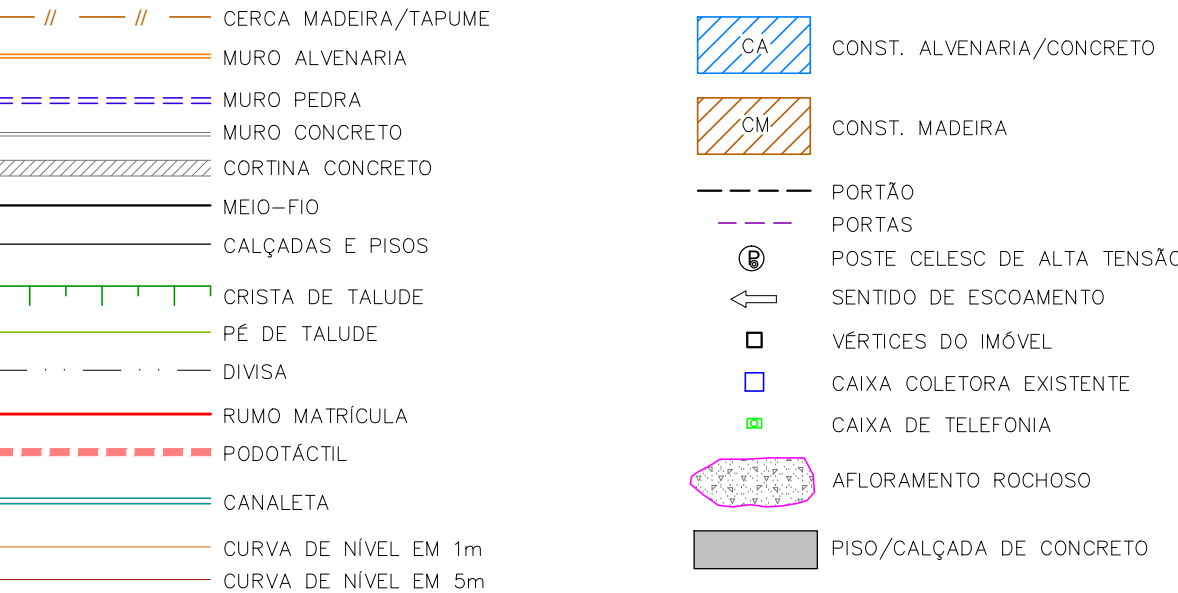 CERCA MADEIRA/TAPUME
MURO ALVENARIA
MURO PEDRA
MURO CONCRETO
CORTINA CONCRETO
MEIO-FIO
CALÇADAS E PISOS
CRISTA DE TALUDE
PÉ DE TALUDE
DIVISA
RUMO MATRÍCULA
PODOTÁCTIL
CANALETA
CURVA DE NÍVEL EM 1m
CURVA DE NÍVEL EM 5m
CA CONST. ALVENARIA/CONCRETO
CM CONST. MADEIRA
PORTÃO
PORTAS
P POSTE CELESC DE ALTA TENSÃO
SENTIDO DE ESCOAMENTO
VÉRTICES DO IMÓVEL
CAIXA COLETORA EXISTENTE
CAIXA DE TELEFONIA
AFLORAMENTO ROCHOSO
PISO/CALÇADA DE CONCRETO